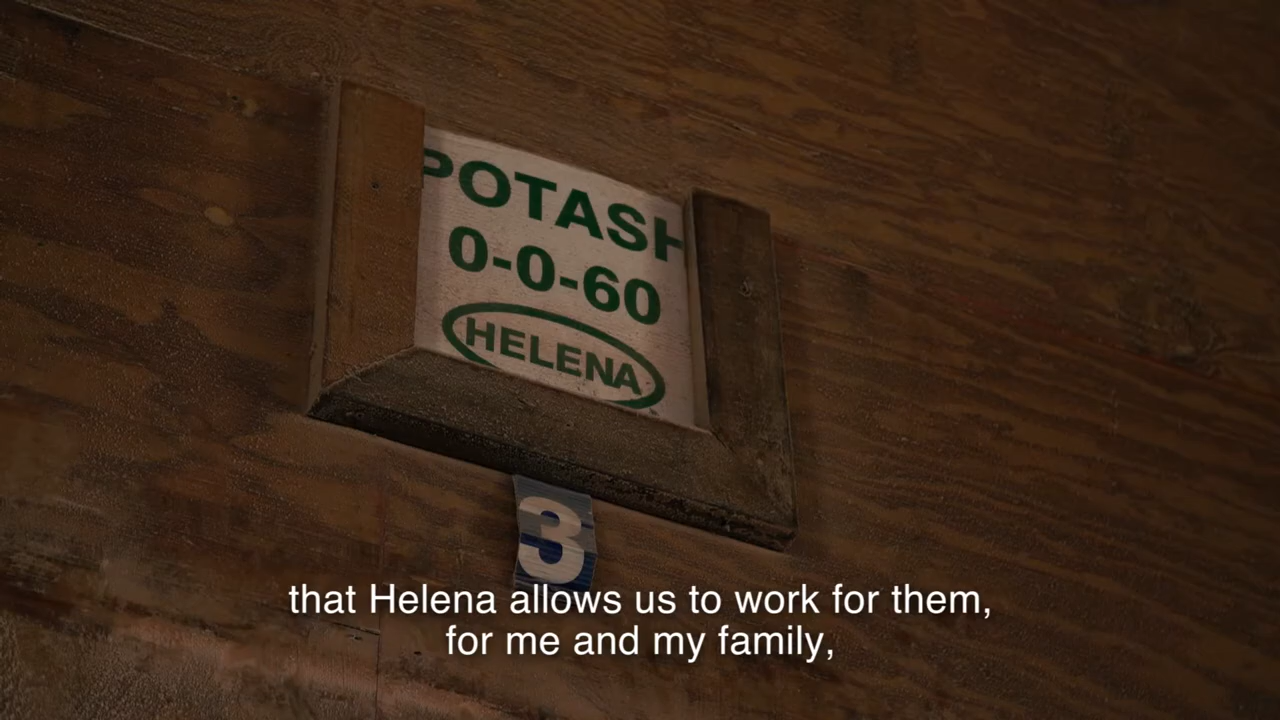 POTASH
0-0-60
HELENA
3
that Helena allows us to work for them,
for me and my family,